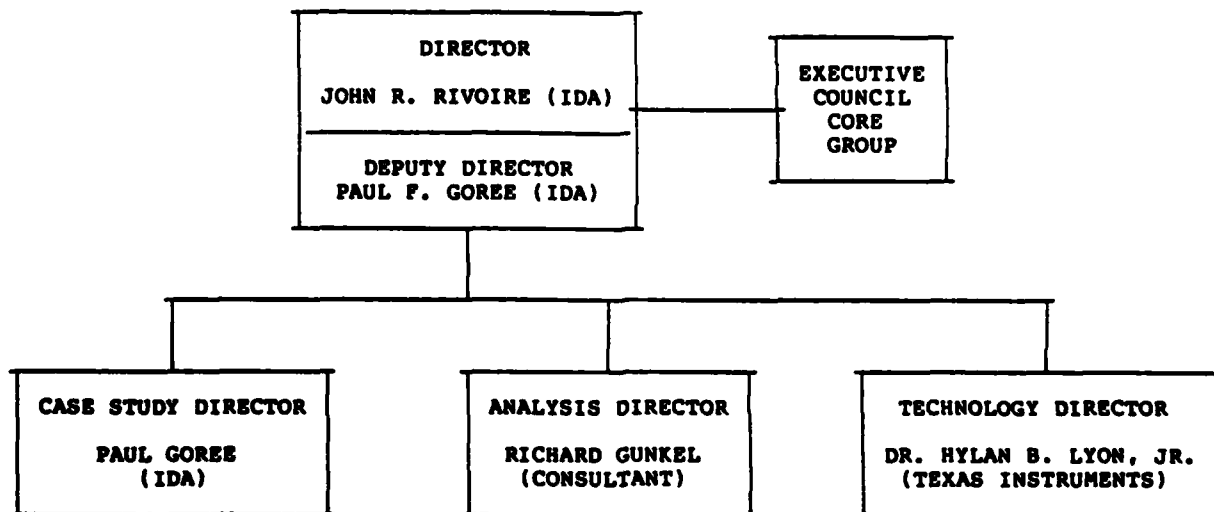 DIRECTOR
JOHN R. RIVOIRE (IDA)
DEPUTY DIRECTOR
PAUL F. GOREE (IDA)
EXECUTIVE
COUNCIL
CORE
GROUP
CASE STUDY DIRECTOR
PAUL GOREE
(IDA)
ANALYSIS DIRECTOR
RICHARD GUNKEL
(CONSULTANT)
TECHNOLOGY DIRECTOR
DR. HYLAN B. LYON, JR.
(TEXAS INSTRUMENTS)